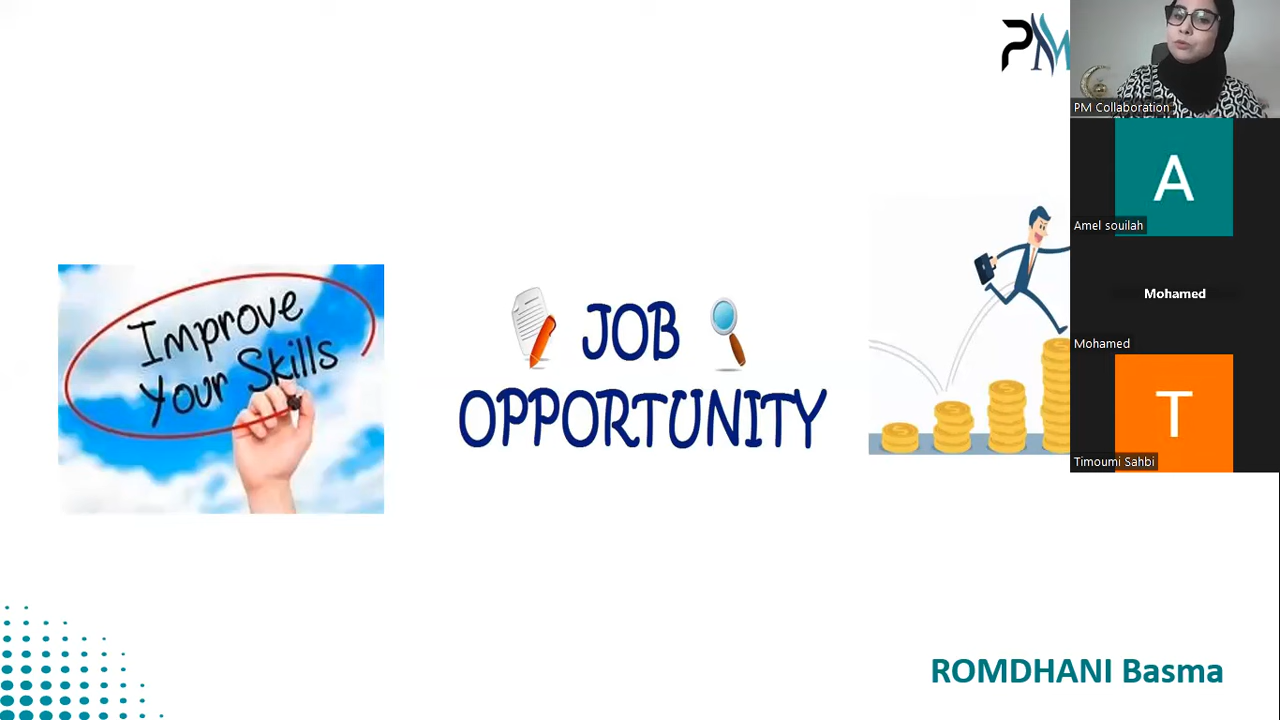 PM
PM Collaboration
A
Amel souilah
Mohamed
Mohamed
T
Timoumi Sahbi
Improve
Your Skills
JOB
OPPORTUNITY
ROMDHANI Basma